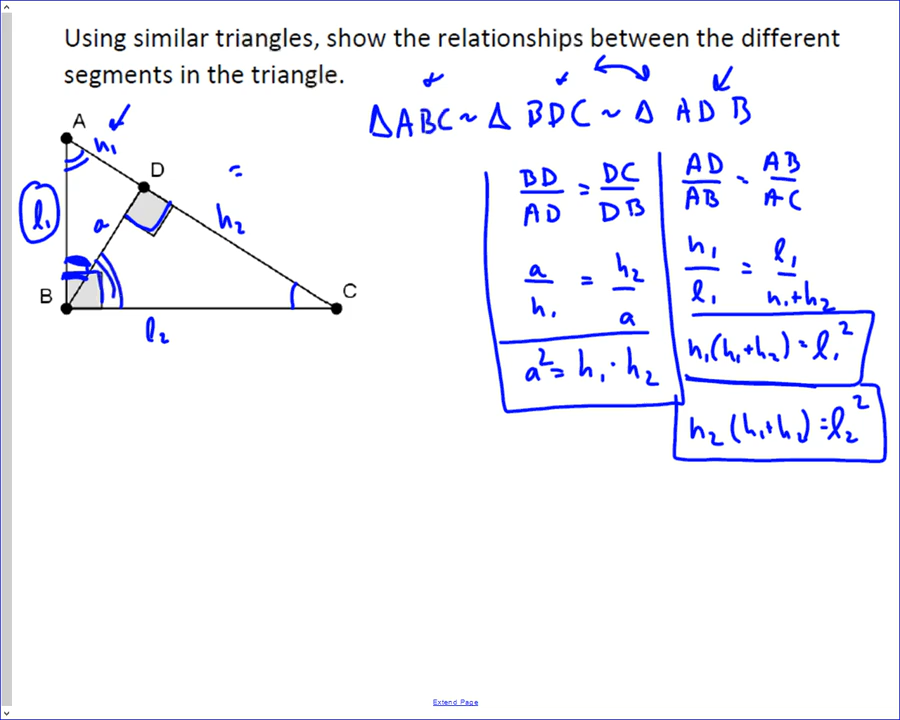 Using similar triangles, show the relationships between the different
segments in the triangle.
ΔABC ~ Δ BDC ~ Δ ADB
A
h₁
D
=
l₁
a
h₂
B
C
l₂
BD/AD = DC/DB
a/h₁ = h₂/a
a² = h₁ · h₂
AD/AB = AB/AC
h₁/l₁ = l₁/h₁+h₂
h₁(h₁+h₂) = l₁²
h₂(h₁+h₂) = l₂²
Extend Page